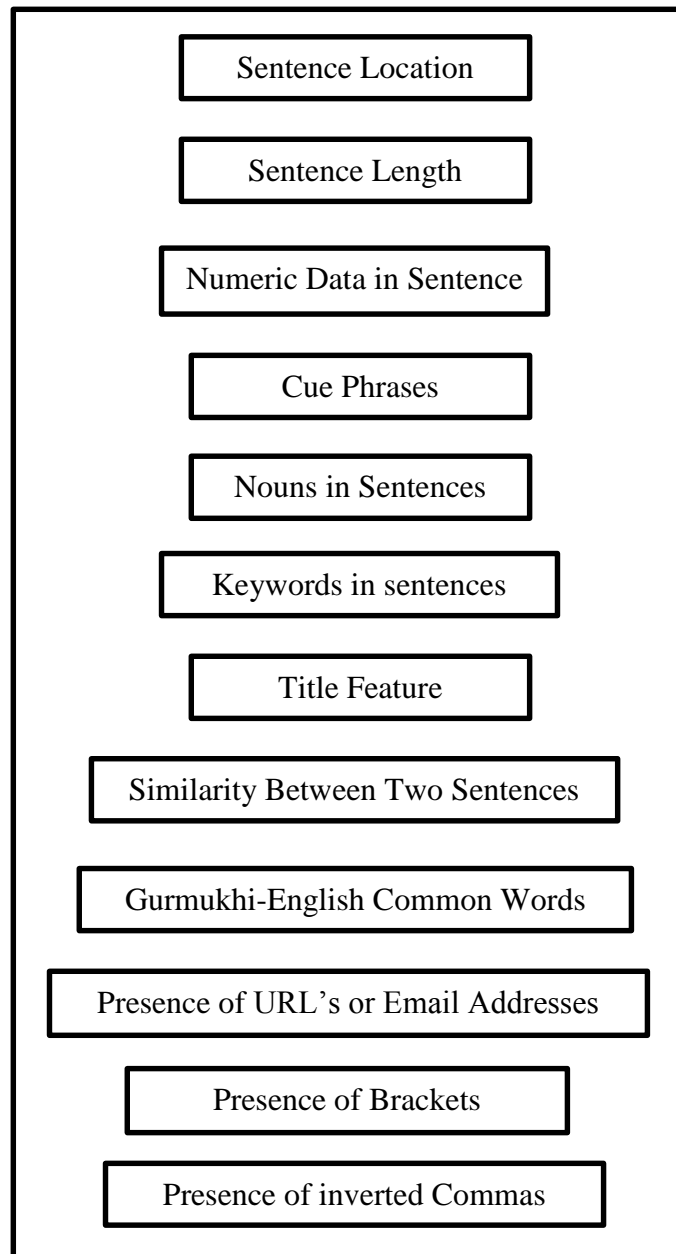 Sentence Location
Sentence Length
Numeric Data in Sentence
Cue Phrases
Nouns in Sentences
Keywords in sentences
Title Feature
Similarity Between Two Sentences
Gurmukhi-English Common Words
Presence of URL’s or Email Addresses
Presence of Brackets
Presence of inverted Commas